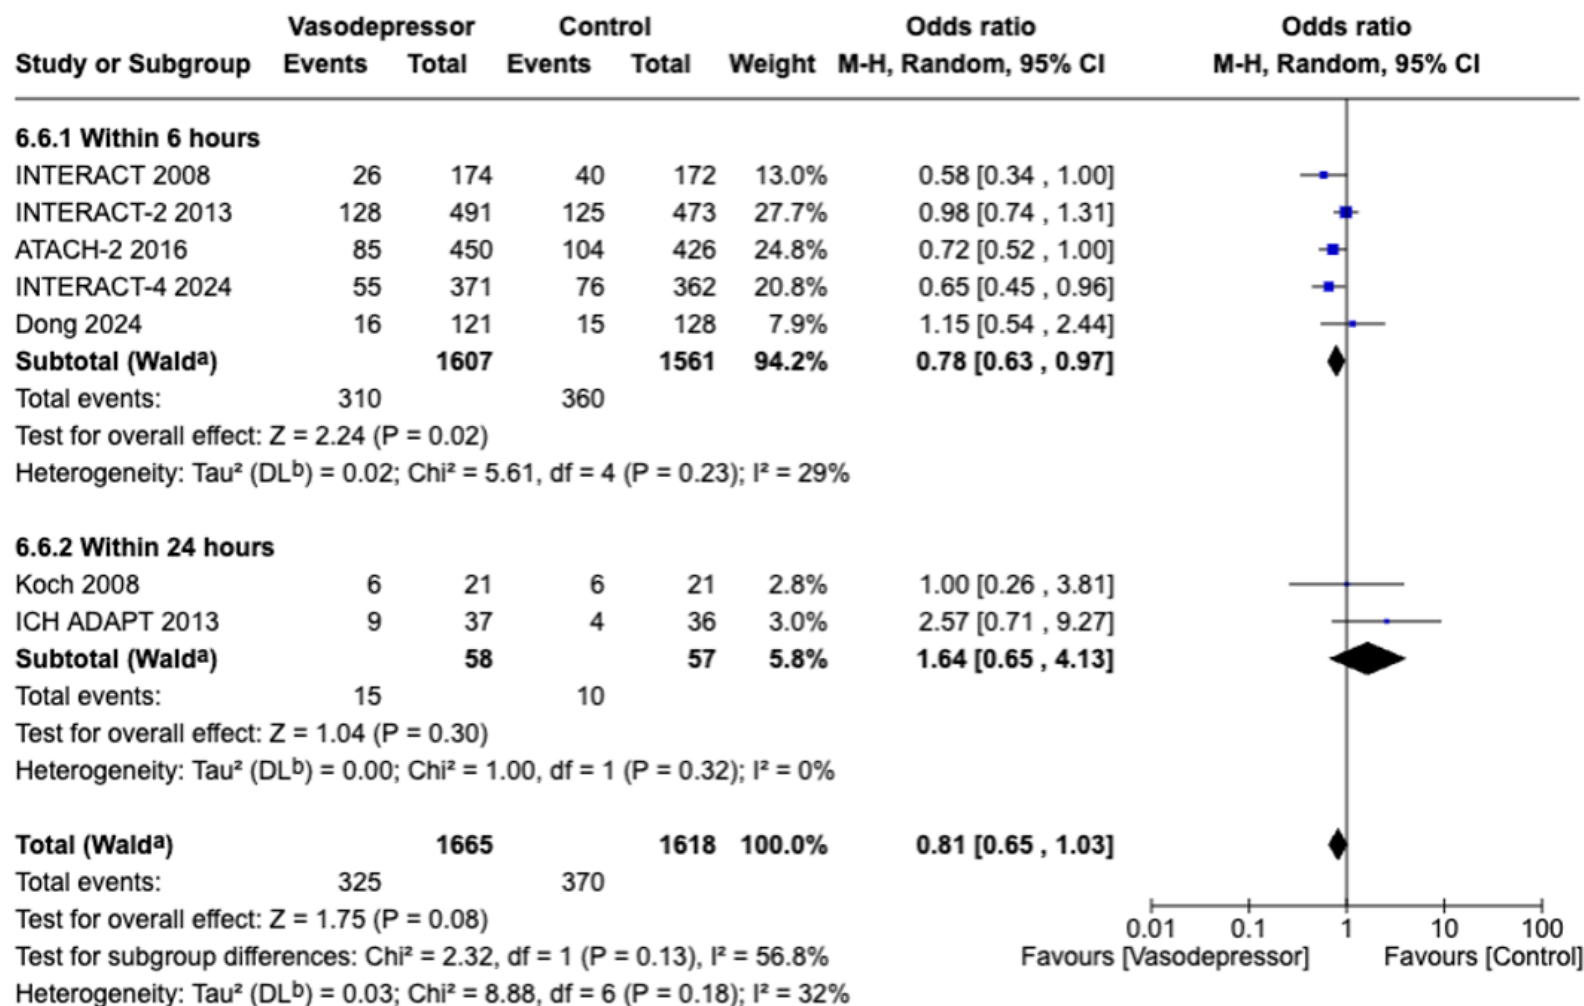 Vasodepressor Control Odds ratio Odds ratio
Study or Subgroup Events Total Events Total Weight M-H, Random, 95% CI M-H, Random, 95% CI
6.6.1 Within 6 hours
INTERACT 2008 26 174 40 172 13.0% 0.58 [0.34 , 1.00]
INTERACT-2 2013 128 491 125 473 27.7% 0.98 [0.74 , 1.31]
ATACH-2 2016 85 450 104 426 24.8% 0.72 [0.52 , 1.00]
INTERACT-4 2024 55 371 76 362 20.8% 0.65 [0.45 , 0.96]
Dong 2024 16 121 15 128 7.9% 1.15 [0.54 , 2.44]
Subtotal (Waldᵃ) 1607 1561 94.2% 0.78 [0.63 , 0.97]
Total events: 310 360
Test for overall effect: Z = 2.24 (P = 0.02)
Heterogeneity: Tau² (DLᵇ) = 0.02; Chi² = 5.61, df = 4 (P = 0.23); I² = 29%
6.6.2 Within 24 hours
Koch 2008 6 21 6 21 2.8% 1.00 [0.26 , 3.81]
ICH ADAPT 2013 9 37 4 36 3.0% 2.57 [0.71 , 9.27]
Subtotal (Waldᵃ) 58 57 5.8% 1.64 [0.65 , 4.13]
Total events: 15 10
Test for overall effect: Z = 1.04 (P = 0.30)
Heterogeneity: Tau² (DLᵇ) = 0.00; Chi² = 1.00, df = 1 (P = 0.32); I² = 0%
Total (Waldᵃ) 1665 1618 100.0% 0.81 [0.65 , 1.03]
Total events: 325 370
Test for overall effect: Z = 1.75 (P = 0.08) 0.01 0.1 1 10 100
Test for subgroup differences: Chi² = 2.32, df = 1 (P = 0.13), I² = 56.8% Favours [Vasodepressor] Favours [Control]
Heterogeneity: Tau² (DLᵇ) = 0.03; Chi² = 8.88, df = 6 (P = 0.18); I² = 32%